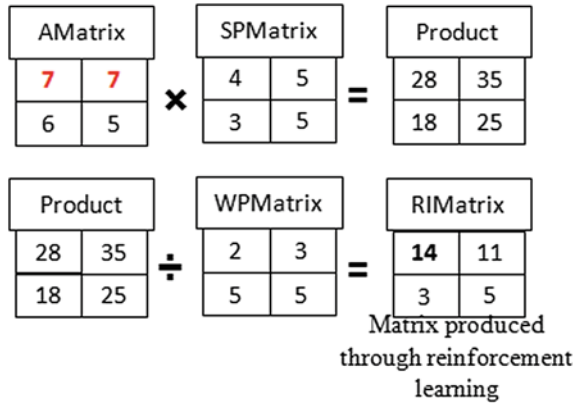 AMatrix SPMatrix Product
7 7 × 4 5 = 28 35
6 5 3 5 18 25
Product WPMatrix RIMatrix
28 35 ÷ 2 3 = 14 11
18 25 5 5 3 5
Matrix produced
through reinforcement
learning